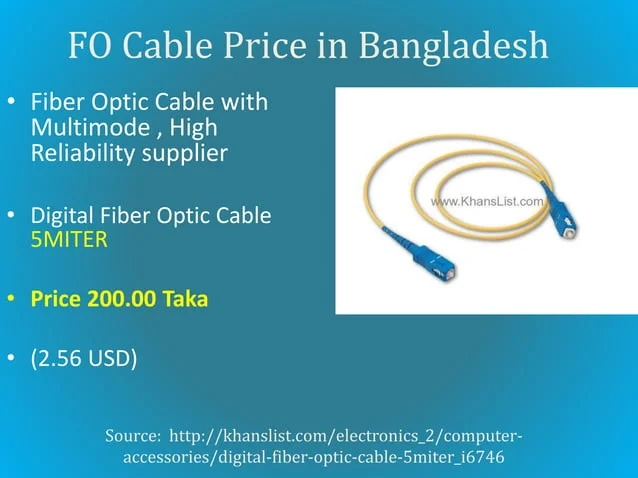 FO Cable Price in Bangladesh
• Fiber Optic Cable with
Multimode , High
Reliability supplier
• Digital Fiber Optic Cable
5MITER
• Price 200.00 Taka
• (2.56 USD)
www.KhansList.com
Source: http://khanslist.com/electronics_2/computer-
accessories/digital-fiber-optic-cable-5miter_i6746